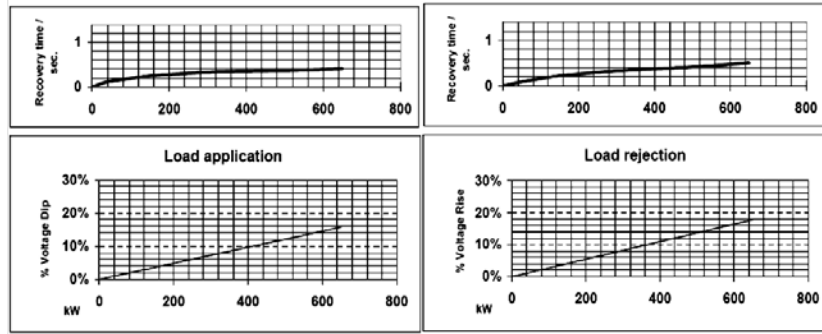 Recovery time /
sec.
1
0
0 200 400 600 800
Recovery time /
sec.
1
0
0 200 400 600 800
Load application
% Voltage Dip
30%
20%
10%
0%
0 200 400 600 800
kW
Load rejection
% Voltage Rise
30%
20%
10%
0%
0 200 400 600 800
kW